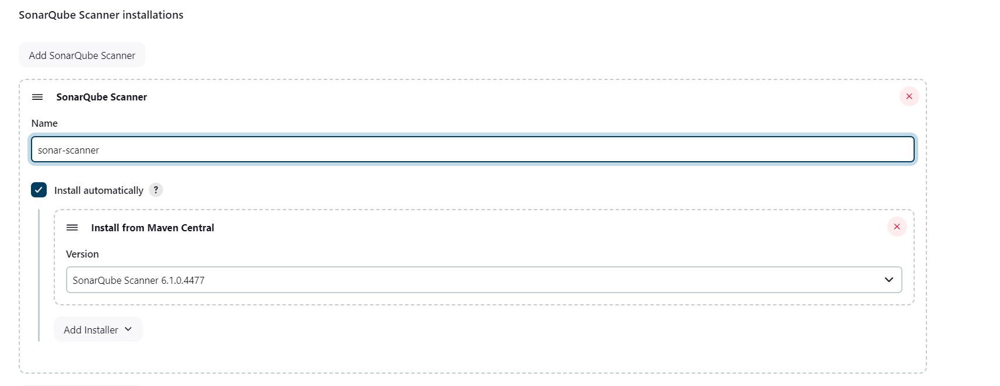 SonarQube Scanner installations
Add SonarQube Scanner
SonarQube Scanner
Name
sonar-scanner
Install automatically ?
Install from Maven Central
Version
SonarQube Scanner 6.1.0.4477
Add Installer